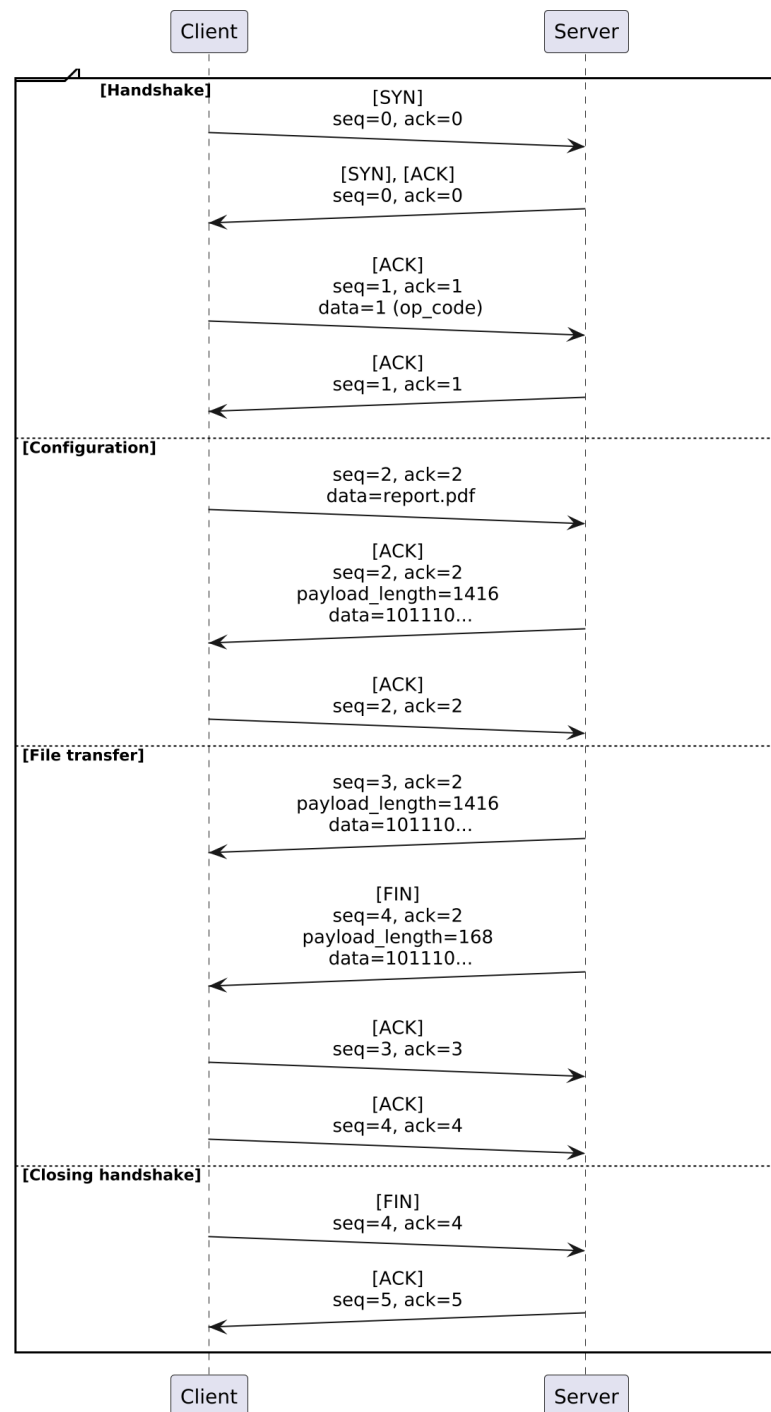 Client Server
[Handshake]
[SYN]
seq=0, ack=0
[SYN], [ACK]
seq=0, ack=0
[ACK]
seq=1, ack=1
data=1 (op_code)
[ACK]
seq=1, ack=1
[Configuration]
seq=2, ack=2
data=report.pdf
[ACK]
seq=2, ack=2
payload_length=1416
data=101110...
[ACK]
seq=2, ack=2
[File transfer]
seq=3, ack=2
payload_length=1416
data=101110...
[FIN]
seq=4, ack=2
payload_length=168
data=101110...
[ACK]
seq=3, ack=3
[ACK]
seq=4, ack=4
[Closing handshake]
[FIN]
seq=4, ack=4
[ACK]
seq=5, ack=5
Client Server